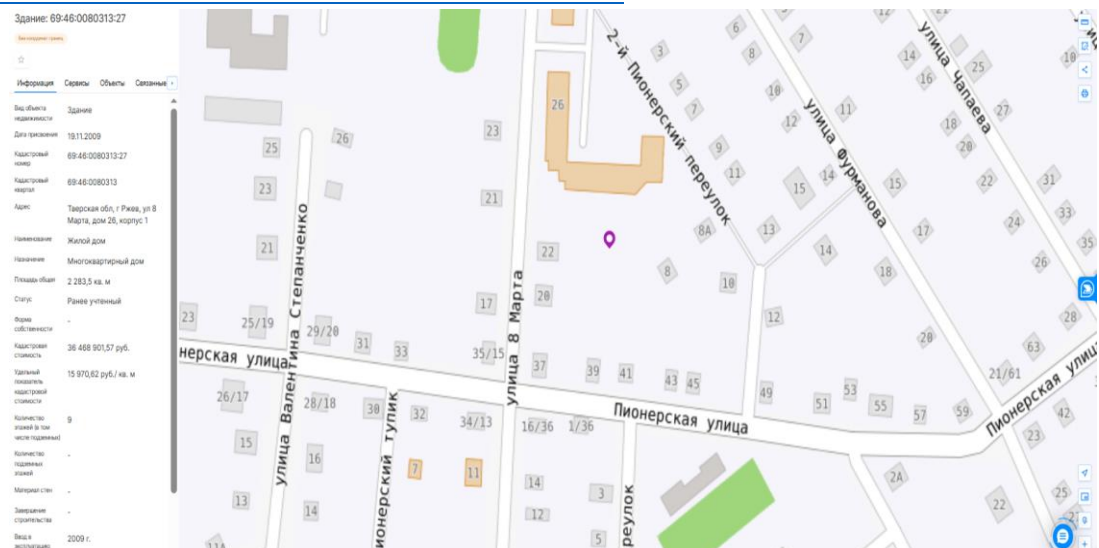 Здание: 69:46:0080313:27
Информация Сервисы Объекты Связанные
Вид объекта недвижимости
Здание
Дата присвоения
19.11.2009
Кадастровый номер
69:46:0080313:27
Кадастровый квартал
69:46:0080313
Адрес
Тверская обл, г Ржев, ул 8
Марта, дом 26, корпус 1
Наименование
Жилой дом
Назначение
Многоквартирный дом
Площадь общая
2 283,5 кв. м
Статус
Ранее учтенный
Форма собственности
-
Кадастровая стоимость
36 468 901,57 руб.
Удельный показатель кадастровой стоимости
15 970,62 руб./ кв. м
Количество этажей (в том числе подземных)
9
Количество подземных этажей
-
Материал стен
-
Завершение строительства
-
Ввод в эксплуатацию
2009 г.
2-й Пионерский переулок
улица Фурманова
улица Чапаева
улица Валентина Степанченко
улица 8 Марта
нерская улица
Пионерская улица
Пионерская улица
ионерский тупик
реулок
25
26
23
26
3
6
7
8
5
7
10
12
11
14
16
25
27
18
20
23
21
21
22
20
9
11
15
14
15
22
31
33
35
8А
13
17
24
26
8
10
14
18
28
23
25/19
29/20
31
33
17
35/15
37
39
41
43
45
49
12
51
53
55
57
59
20
63
21/61
26/17
28/18
30
32
34/13
16/36
1/36
42
23
15
16
7
11
14
3
2А
22
25
13
14
12
5
11А